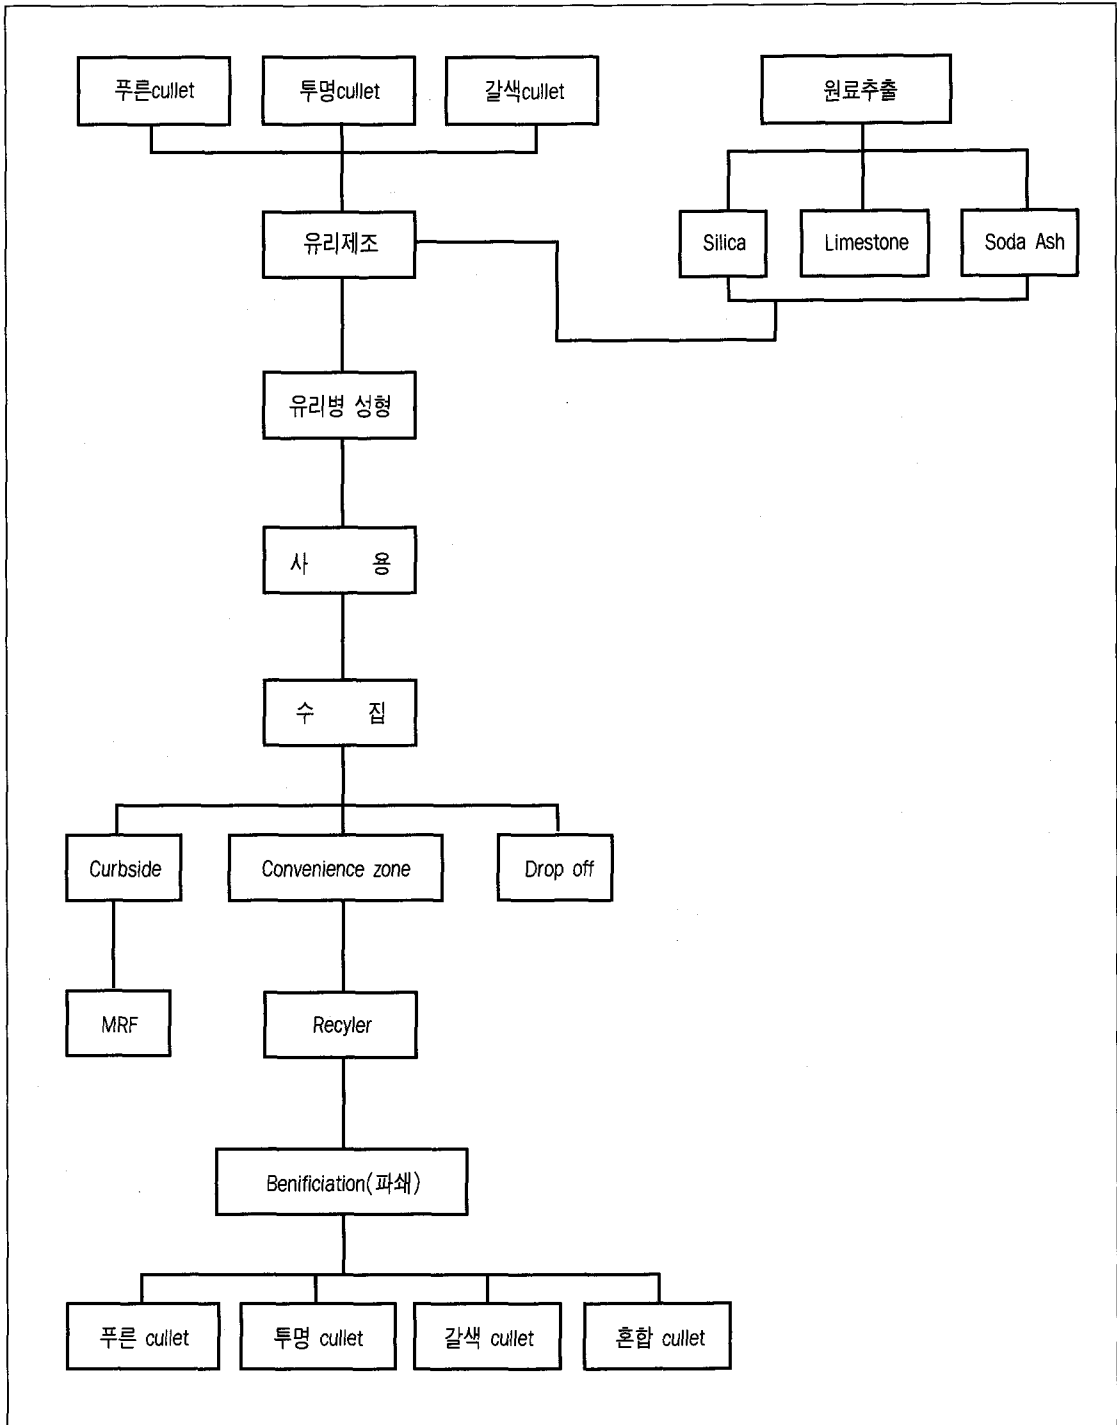 푸른cullet
투명cullet
갈색cullet
원료추출
유리제조
Silica
Limestone
Soda Ash
유리병 성형
사 용
수 집
Curbside
Convenience zone
Drop off
MRF
Recyler
Benificiation(파쇄)
푸른 cullet
투명 cullet
갈색 cullet
혼합 cullet